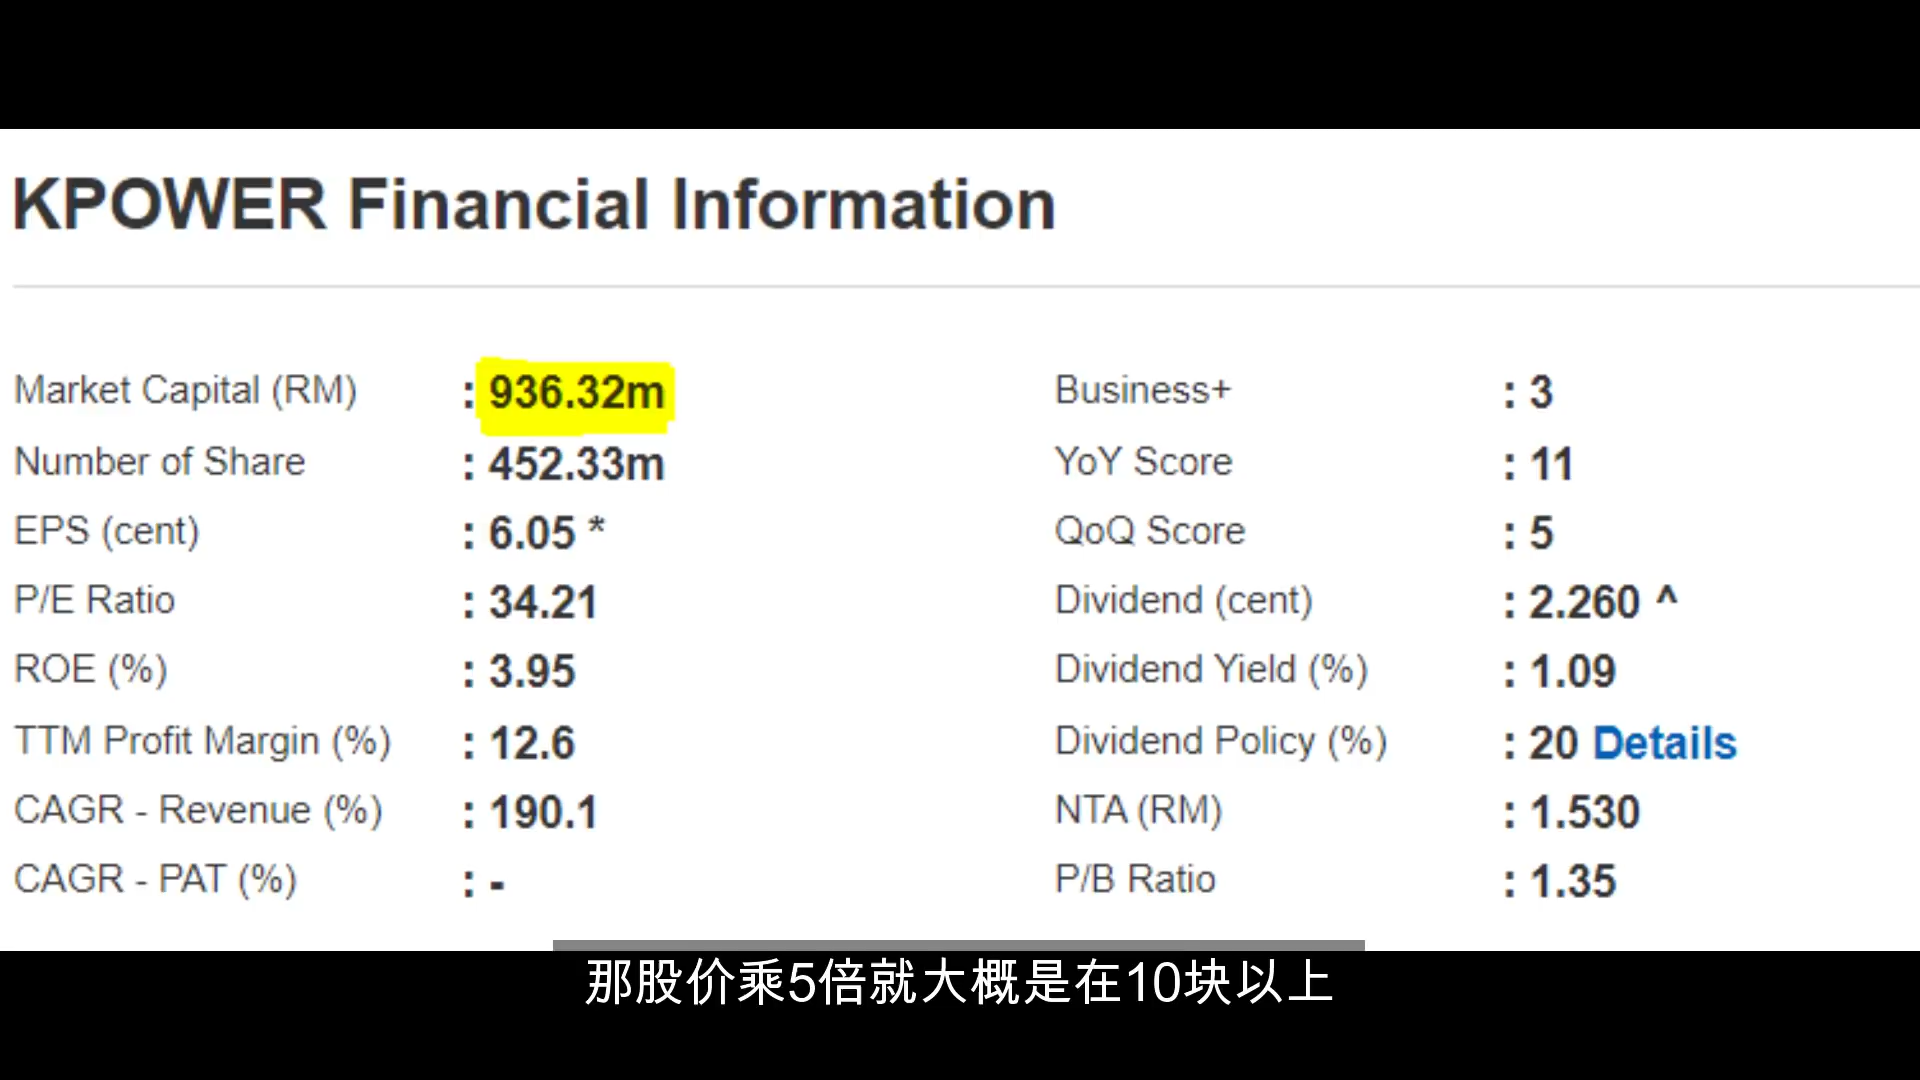 KPOWER Financial Information
Market Capital (RM) : 936.32m Business+ : 3
Number of Share : 452.33m YoY Score : 11
EPS (cent) : 6.05 * QoQ Score : 5
P/E Ratio : 34.21 Dividend (cent) : 2.260 ^
ROE (%) : 3.95 Dividend Yield (%) : 1.09
TTM Profit Margin (%) : 12.6 Dividend Policy (%) : 20 Details
CAGR - Revenue (%) : 190.1 NTA (RM) : 1.530
CAGR - PAT (%) : - P/B Ratio : 1.35
那股价乘5倍就大概是在10块以上